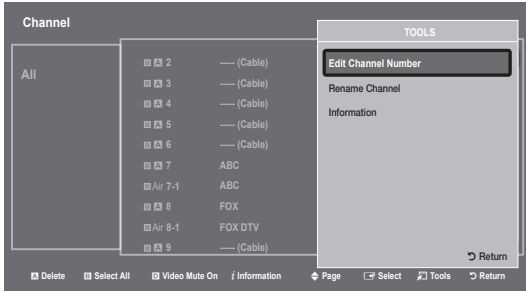 Channel
TOOLS
All
A 2 ----- (Cable)
A 3 ----- (Cable)
A 4 ----- (Cable)
A 5 ----- (Cable)
A 6 ----- (Cable)
A 7 ABC
Air 7-1 ABC
A 8 FOX
Air 8-1 FOX DTV
A 9 ----- (Cable)
Edit Channel Number
Rename Channel
Information
Return
A Delete B Select All D Video Mute On i Information Page Select Tools Return